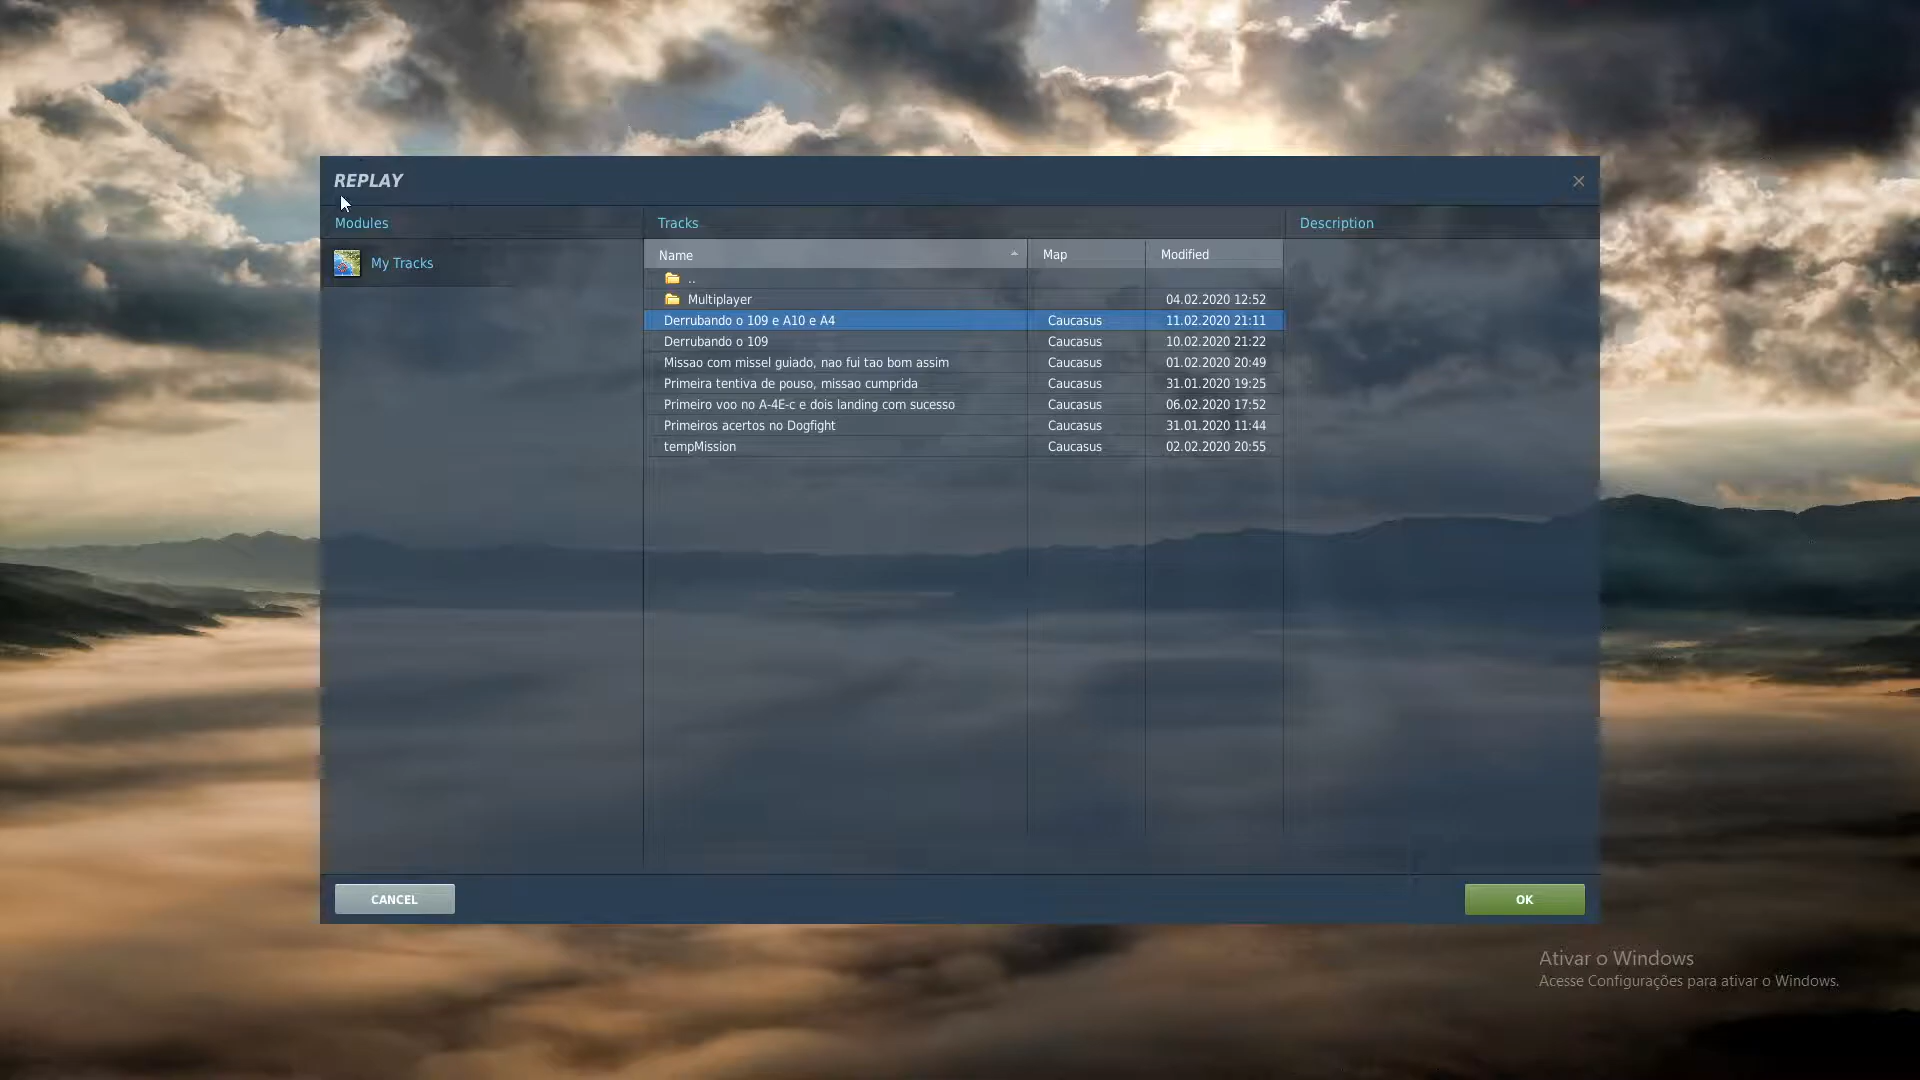 REPLAY
Modules
Tracks
Description
My Tracks
Name Map Modified
..
Multiplayer 04.02.2020 12:52
Derrubando o 109 e A10 e A4 Caucasus 11.02.2020 21:11
Derrubando o 109 Caucasus 10.02.2020 21:22
Missao com missel guiado, nao fui tao bom assim Caucasus 01.02.2020 20:49
Primeira tentiva de pouso, missao cumprida Caucasus 31.01.2020 19:25
Primeiro voo no A-4E-c e dois landing com sucesso Caucasus 06.02.2020 17:52
Primeiros acertos no Dogfight Caucasus 31.01.2020 11:44
tempMission Caucasus 02.02.2020 20:55
CANCEL
OK
Ativar o Windows
Acesse Configurações para ativar o Windows.